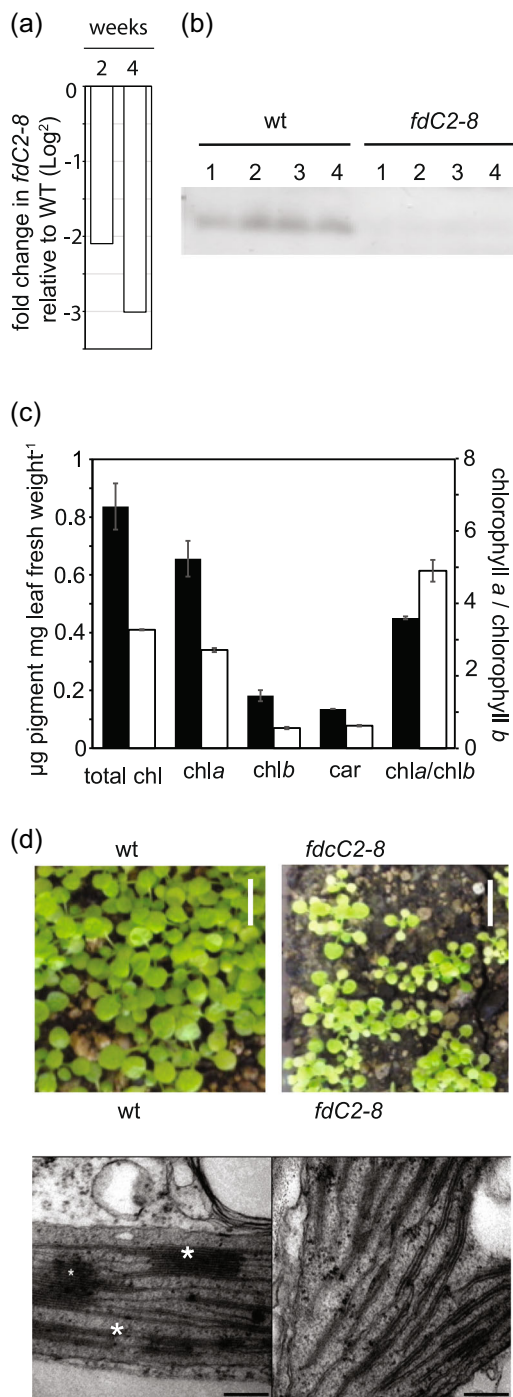 (a)
weeks
2 4
0
-1
-2
-3
fold change in fdC2-8
relative to WT (Log²)
(b)
wt fdC2-8
1 2 3 4 1 2 3 4
(c)
µg pigment mg leaf fresh weight⁻¹
1
0.8
0.6
0.4
0.2
0
8
6
4
2
0
chlorophyll a / chlorophyll b
total chl chla chlb car chla/chlb
(d)
wt fdcC2-8
wt fdC2-8
* * *